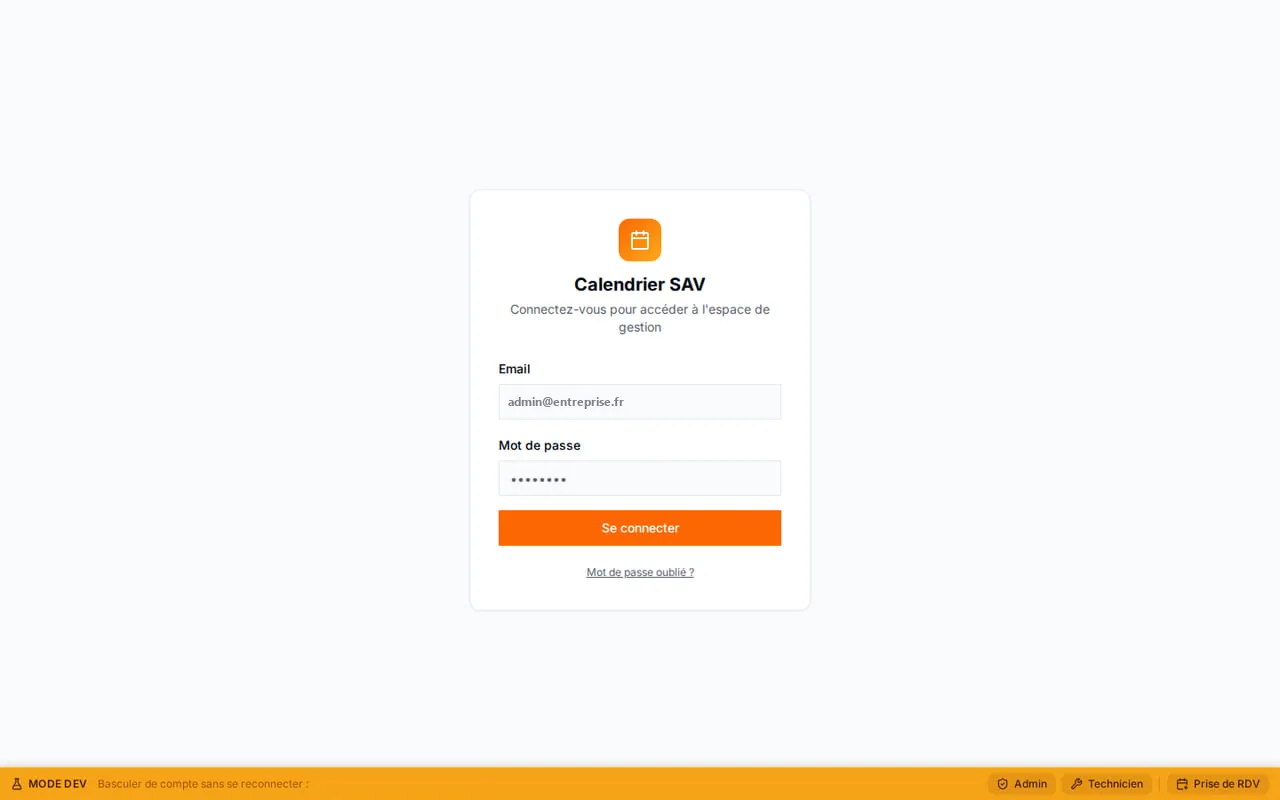 Calendrier SAV
Connectez-vous pour accéder à l'espace de
gestion
Email
admin@entreprise.fr
Mot de passe
••••••••
Se connecter
Mot de passe oublié ?
MODE DEV Basculer de compte sans se reconnecter : Admin Technicien Prise de RDV